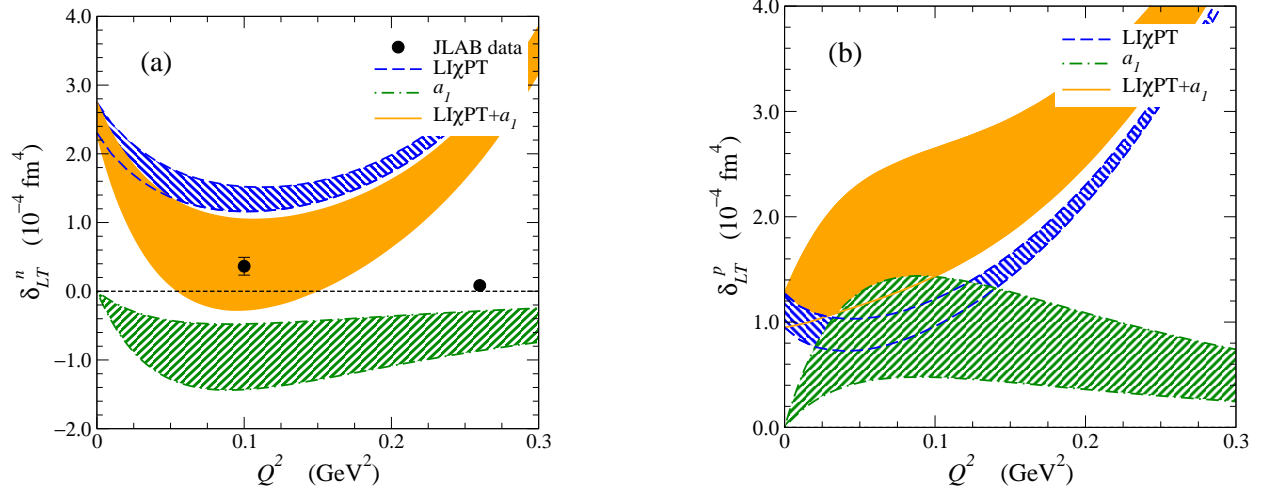 (a)
JLAB data
LIχPT
a₁
LIχPT+a₁
4.0
3.0
2.0
1.0
0.0
−1.0
−2.0
δ_LT^n (10⁻⁴ fm⁴)
0
0.1
0.2
0.3
Q² (GeV²)
(b)
LIχPT
a₁
LIχPT+a₁
4.0
3.0
2.0
1.0
0.0
δ_LT^p (10⁻⁴ fm⁴)
0
0.1
0.2
0.3
Q² (GeV²)